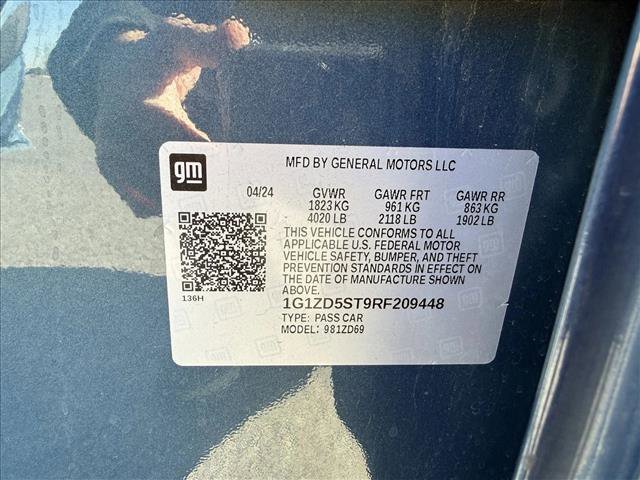 gm
MFD BY GENERAL MOTORS LLC
04/24 GVWR GAWR FRT GAWR RR
1823 KG 961 KG 863 KG
4020 LB 2118 LB 1902 LB
THIS VEHICLE CONFORMS TO ALL
APPLICABLE U.S. FEDERAL MOTOR
VEHICLE SAFETY, BUMPER, AND THEFT
PREVENTION STANDARDS IN EFFECT ON
THE DATE OF MANUFACTURE SHOWN
ABOVE.
136H
1G1ZD5ST9RF209448
TYPE: PASS CAR
MODEL: 981ZD69